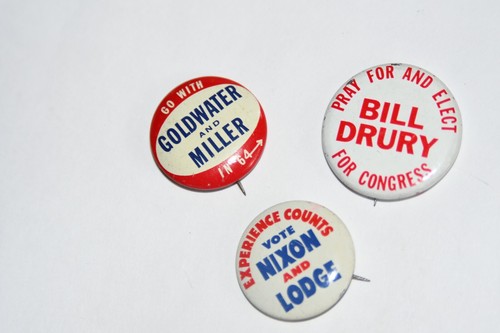 GO WITH
GOLDWATER
AND
MILLER
IN '64
PRAY FOR AND ELECT
BILL
DRURY
FOR CONGRESS
EXPERIENCE COUNTS
VOTE
NIXON
AND
LODGE